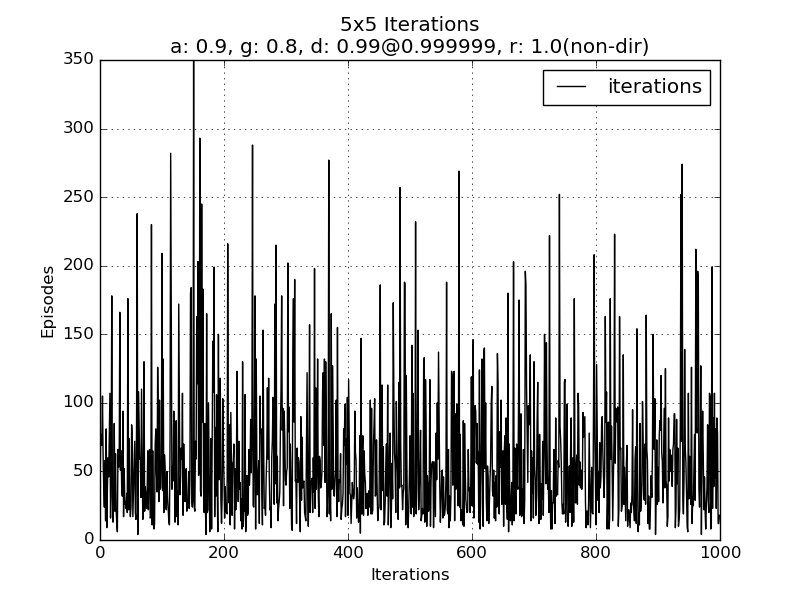 5x5 Iterations
a: 0.9, g: 0.8, d: 0.99@0.999999, r: 1.0(non-dir)
350
iterations
300
250
200
Episodes
150
100
50
0
0 200 400 600 800 1000
Iterations